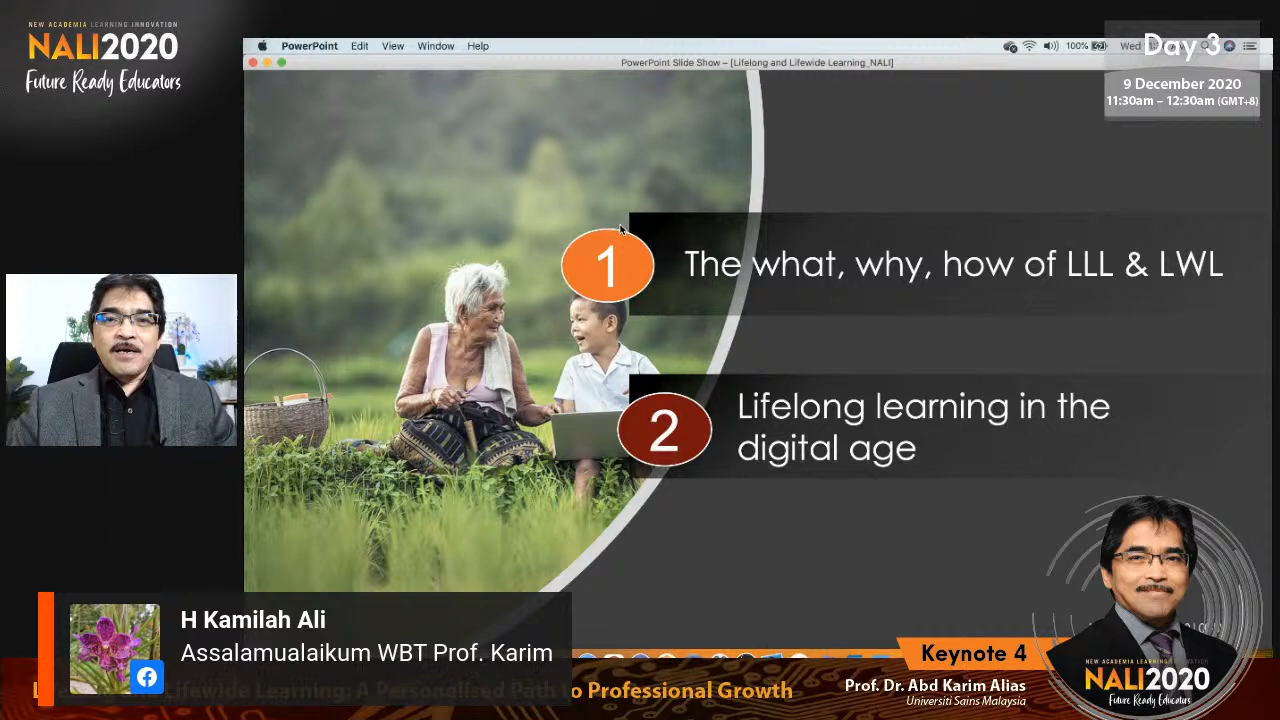 NEW ACADEMIA LEARNING INNOVATION
NALI2020
Future Ready Educators
PowerPoint Edit View Window Help
100%
Wed
PowerPoint Slide Show – [Lifelong and Lifewide Learning_NALI]
Day 3
9 December 2020
11:30am – 12:30am (GMT+8)
1
The what, why, how of LLL & LWL
2
Lifelong learning in the
digital age
H Kamilah Ali
Assalamualaikum WBT Prof. Karim
Lifewide Learning: A Personalised Path to Professional Growth
Keynote 4
Prof. Dr. Abd Karim Alias
Universiti Sains Malaysia
NEW ACADEMIA LEARNING INNOVATION
NALI2020
Future Ready Educators